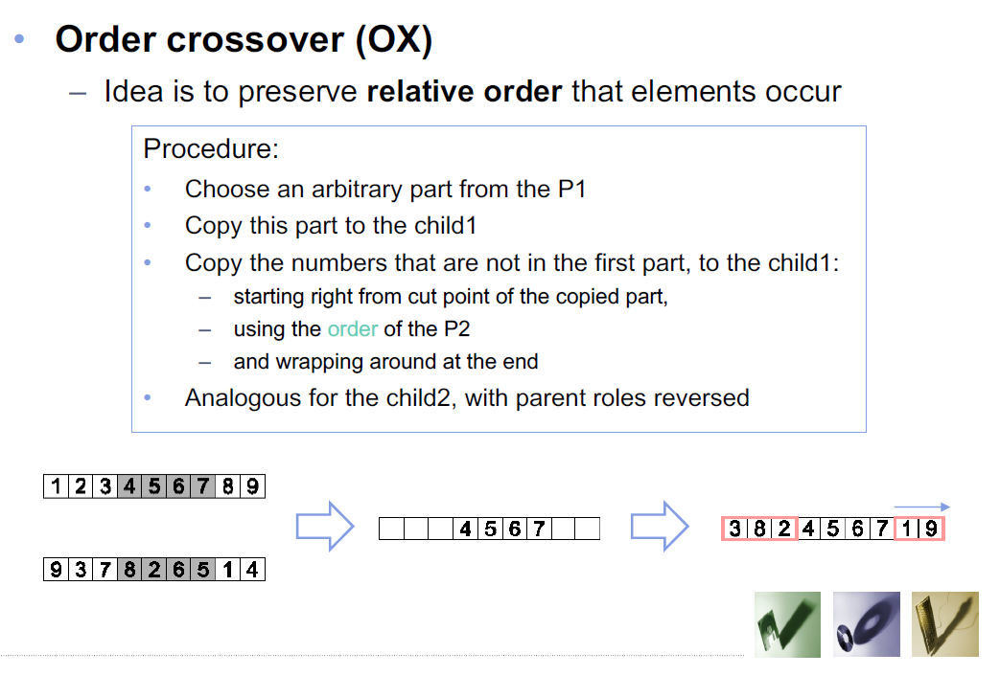 • Order crossover (OX)
– Idea is to preserve relative order that elements occur
Procedure:
• Choose an arbitrary part from the P1
• Copy this part to the child1
• Copy the numbers that are not in the first part, to the child1:
– starting right from cut point of the copied part,
– using the order of the P2
– and wrapping around at the end
• Analogous for the child2, with parent roles reversed
1 2 3 4 5 6 7 8 9
4 5 6 7
3 8 2 4 5 6 7 1 9
9 3 7 8 2 6 5 1 4